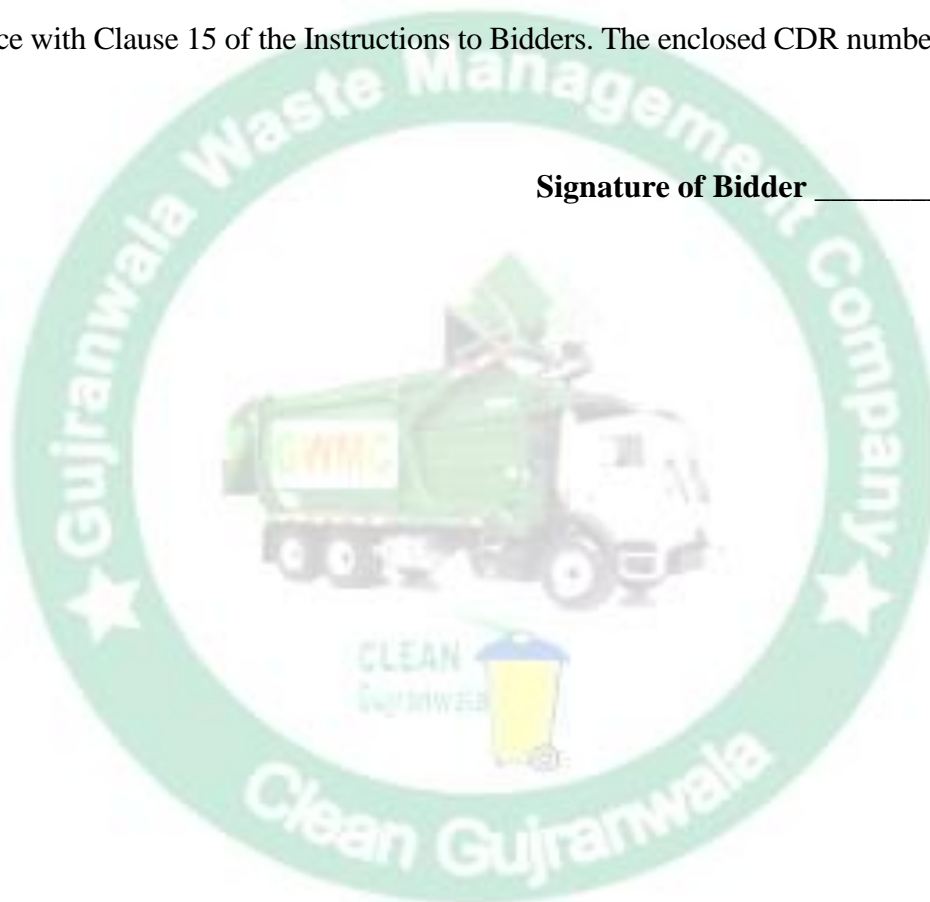 ce with Clause 15 of the Instructions to Bidders. The enclosed CDR numbe
Signature of Bidder ________
Gujranwala Waste Management Company
GWMC
CLEAN
Gujranwala
Clean Gujranwala